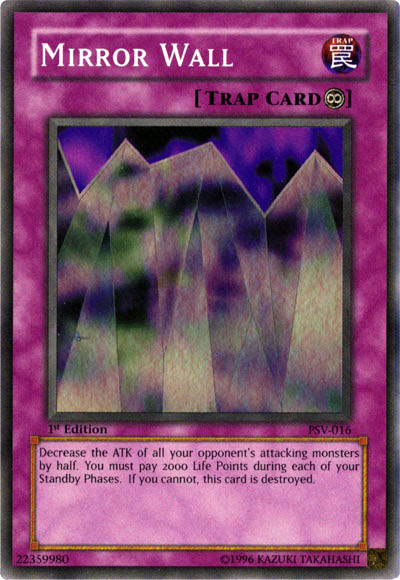 Mirror Wall
TRAP
罠
[Trap Card∞]
1st Edition
PSV-016
Decrease the ATK of all your opponent's attacking monsters
by half. You must pay 2000 Life Points during each of your
Standby Phases. If you cannot, this card is destroyed.
22359980
©1996 KAZUKI TAKAHASHI